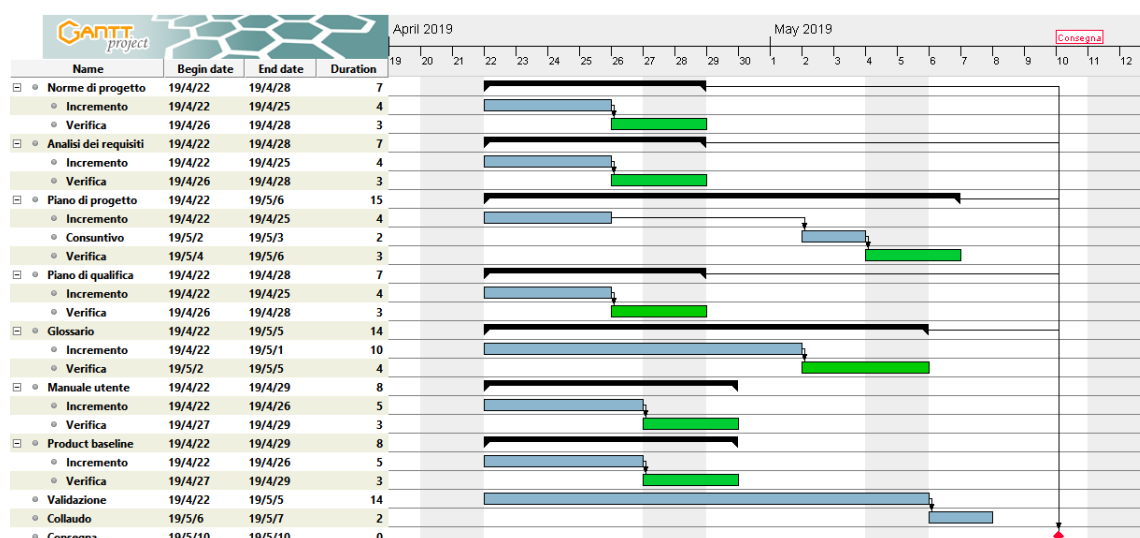 GANTT project
April 2019 May 2019
Consegna
19 20 21 22 23 24 25 26 27 28 29 30 1 2 3 4 5 6 7 8 9 10 11 12
Name Begin date End date Duration
Norme di progetto 19/4/22 19/4/28 7
Incremento 19/4/22 19/4/25 4
Verifica 19/4/26 19/4/28 3
Analisi dei requisiti 19/4/22 19/4/28 7
Incremento 19/4/22 19/4/25 4
Verifica 19/4/26 19/4/28 3
Piano di progetto 19/4/22 19/5/6 15
Incremento 19/4/22 19/4/25 4
Consuntivo 19/5/2 19/5/3 2
Verifica 19/5/4 19/5/6 3
Piano di qualifica 19/4/22 19/4/28 7
Incremento 19/4/22 19/4/25 4
Verifica 19/4/26 19/4/28 3
Glossario 19/4/22 19/5/5 14
Incremento 19/4/22 19/5/1 10
Verifica 19/5/2 19/5/5 4
Manuale utente 19/4/22 19/4/29 8
Incremento 19/4/22 19/4/26 5
Verifica 19/4/27 19/4/29 3
Product baseline 19/4/22 19/4/29 8
Incremento 19/4/22 19/4/26 5
Verifica 19/4/27 19/4/29 3
Validazione 19/4/22 19/5/5 14
Collaudo 19/5/6 19/5/7 2
Consegna 19/5/10 19/5/10 0